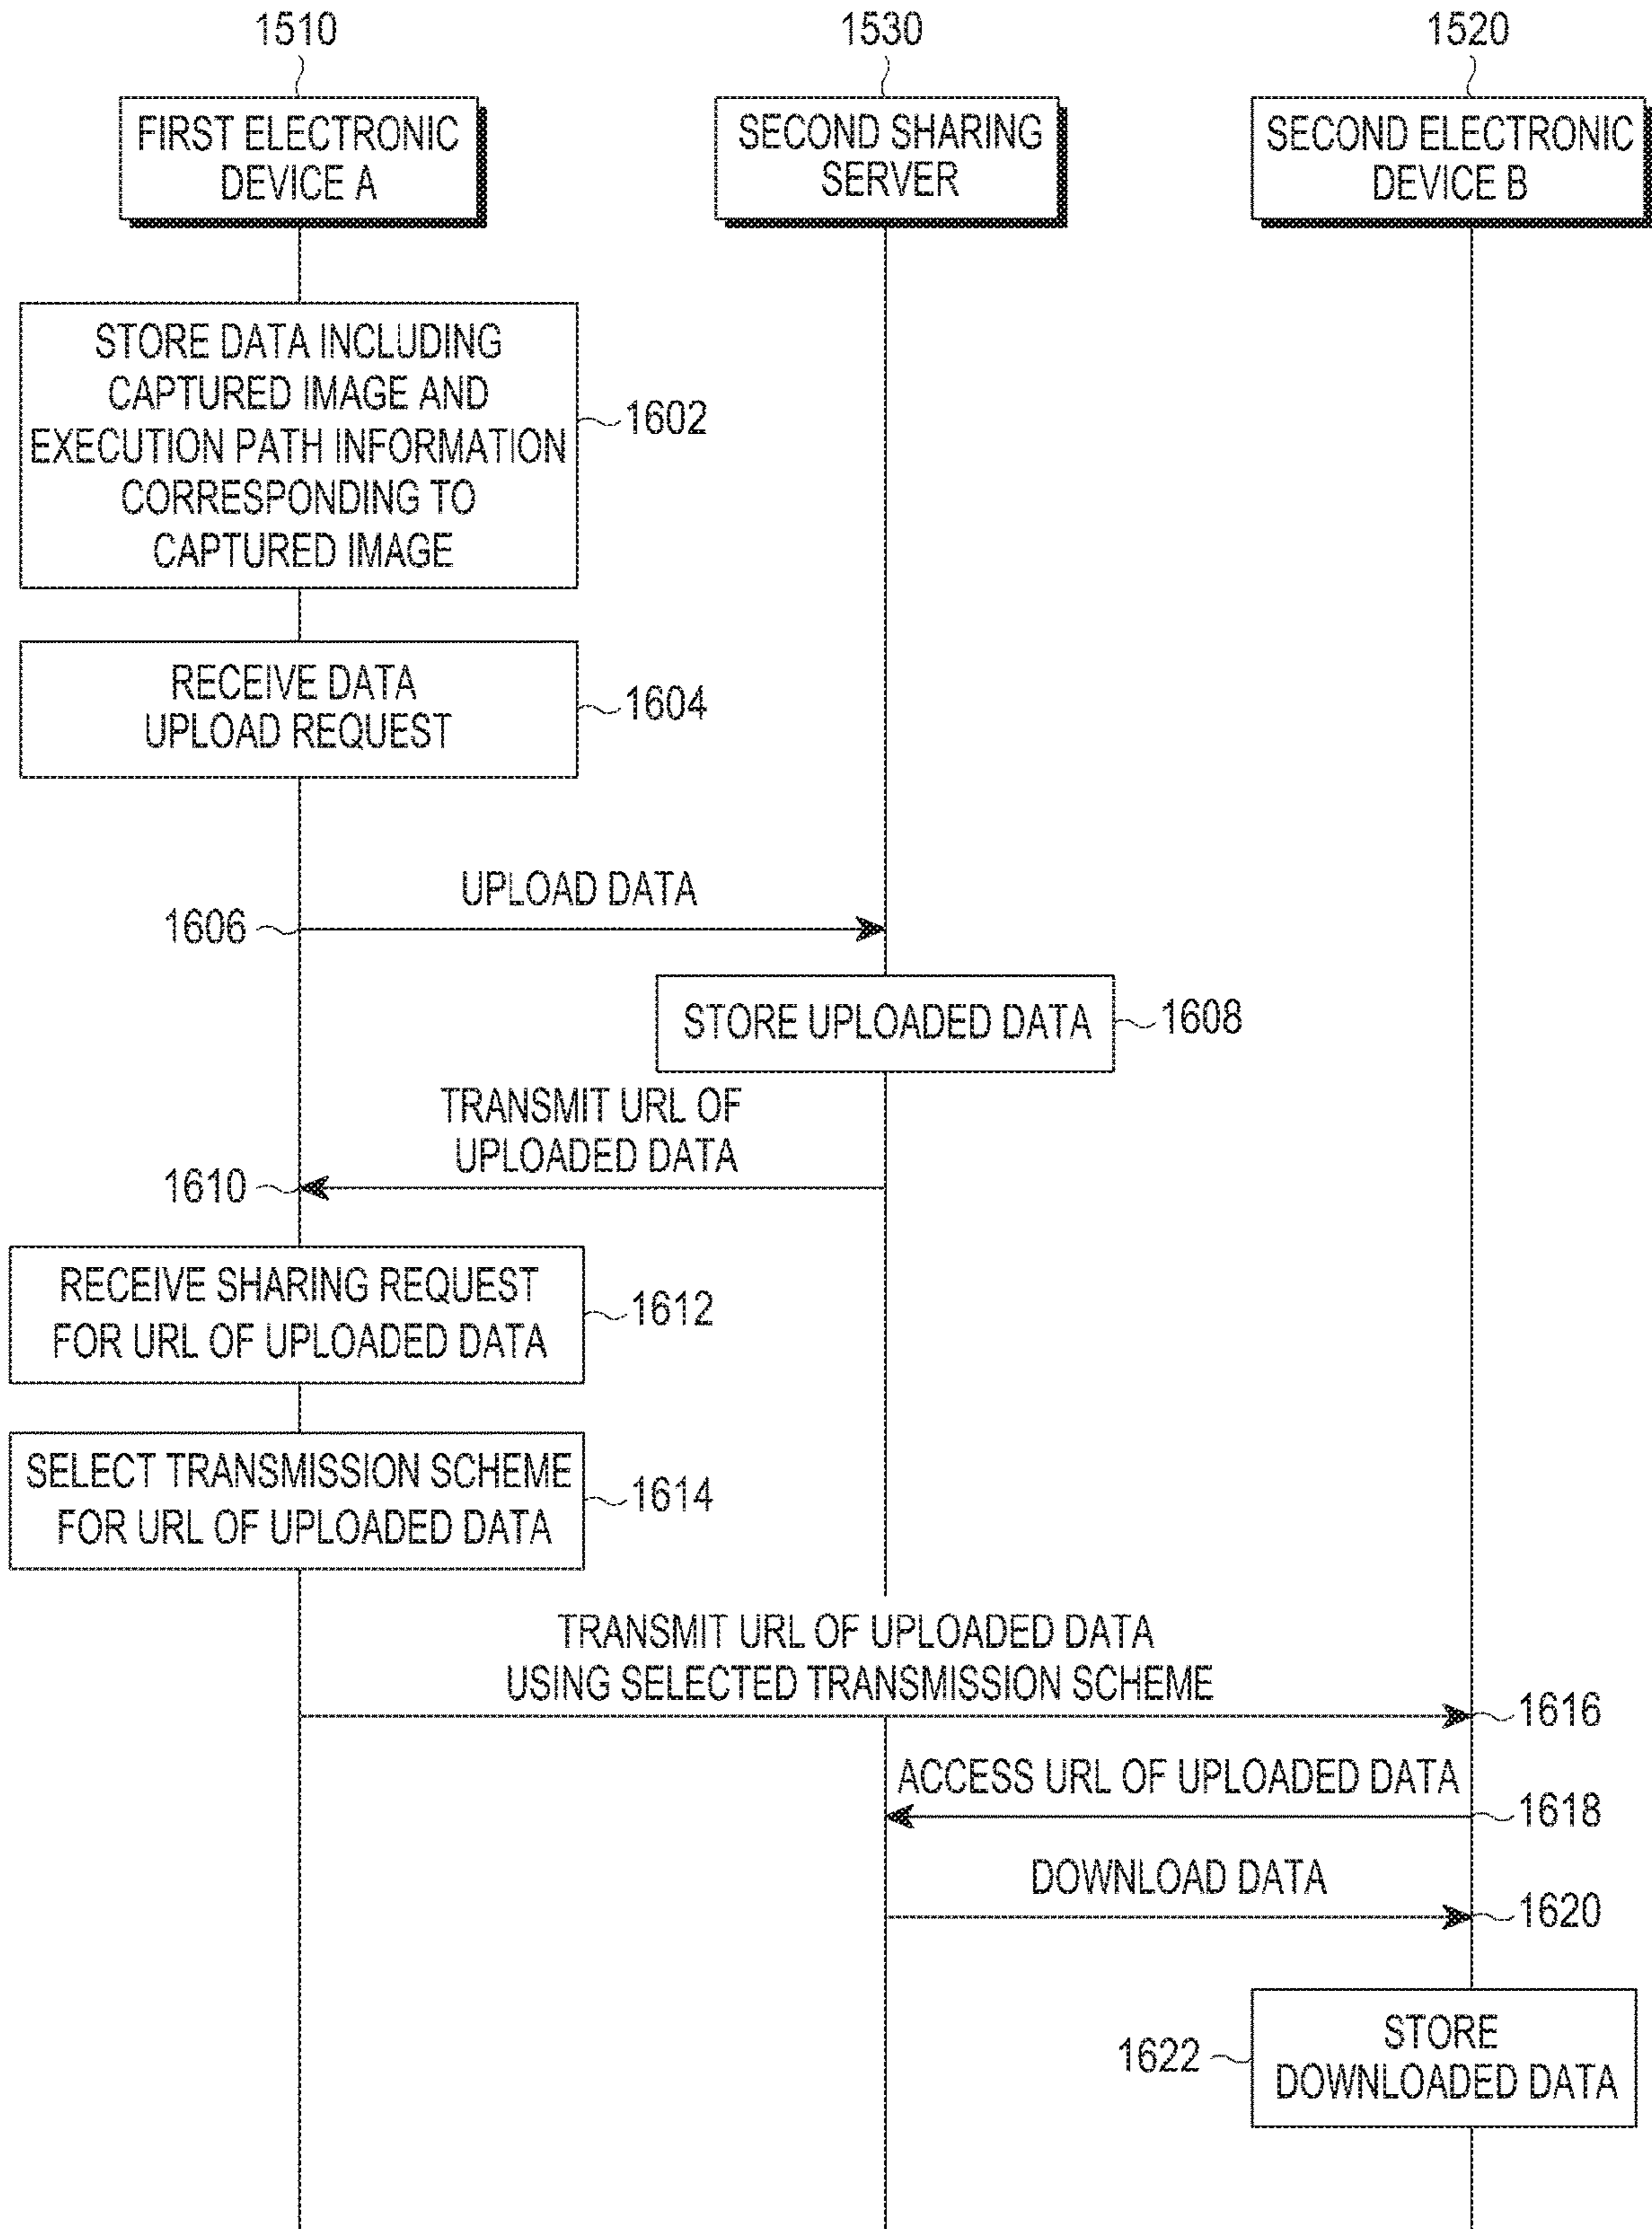 1510
1530
1520
FIRST ELECTRONIC
DEVICE A
SECOND SHARING
SERVER
SECOND ELECTRONIC
DEVICE B
STORE DATA INCLUDING
CAPTURED IMAGE AND
EXECUTION PATH INFORMATION
CORRESPONDING TO
CAPTURED IMAGE
1602
RECEIVE DATA
UPLOAD REQUEST
1604
UPLOAD DATA
1606
STORE UPLOADED DATA
1608
TRANSMIT URL OF
UPLOADED DATA
1610
RECEIVE SHARING REQUEST
FOR URL OF UPLOADED DATA
1612
SELECT TRANSMISSION SCHEME
FOR URL OF UPLOADED DATA
1614
TRANSMIT URL OF UPLOADED DATA
USING SELECTED TRANSMISSION SCHEME
1616
ACCESS URL OF UPLOADED DATA
1618
DOWNLOAD DATA
1620
STORE
DOWNLOADED DATA
1622